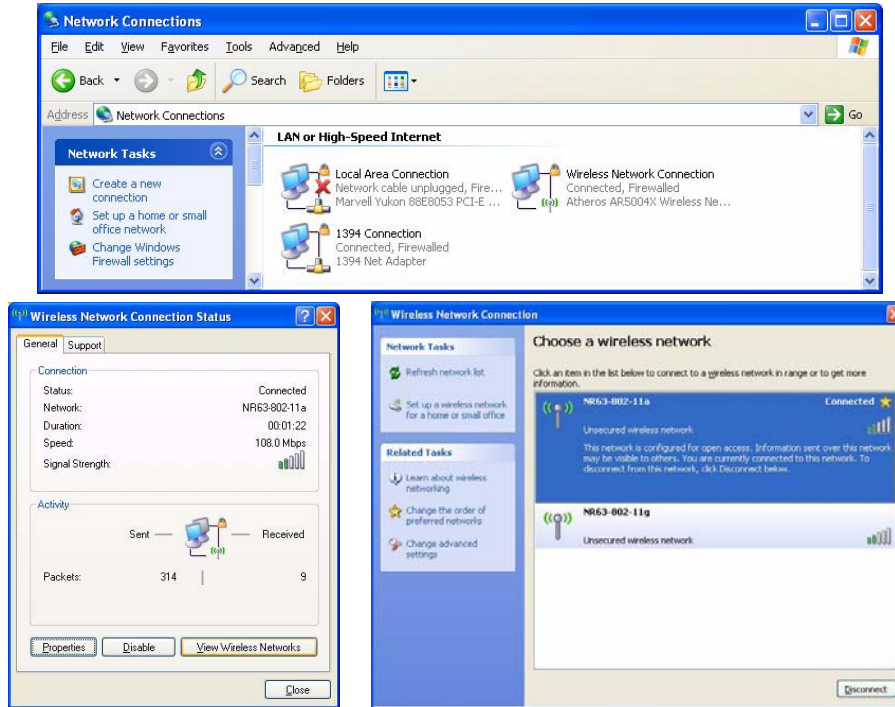 Network Connections
File Edit View Favorites Tools Advanced Help
Back Search Folders
Address Network Connections Go
Network Tasks
Create a new
connection
Set up a home or small
office network
Change Windows
Firewall settings
LAN or High-Speed Internet
Local Area Connection
Network cable unplugged, Fire...
Marvell Yukon 88E8053 PCI-E ...
Wireless Network Connection
Connected, Firewalled
Atheros AR5004X Wireless Ne...
1394 Connection
Connected, Firewalled
1394 Net Adapter
Wireless Network Connection Status
General Support
Connection
Status: Connected
Network: NR63-802-11a
Duration: 00:01:22
Speed: 108.0 Mbps
Signal Strength:
Activity
Sent — — Received
Packets: 314 | 9
Properties Disable View Wireless Networks
Close
Wireless Network Connection
Network Tasks
Refresh network list
Set up a wireless network
for a home or small office
Related Tasks
Learn about wireless
networking
Change the order of
preferred networks
Change advanced
settings
Choose a wireless network
Click an item in the list below to connect to a wireless network in range or to get more
information.
NR63-802-11a Connected
Unsecured wireless network
This network is configured for open access. Information sent over this network
may be visible to others. You are currently connected to this network. To
disconnect from this network, click Disconnect below.
NR63-802-11g
Unsecured wireless network
Disconnect